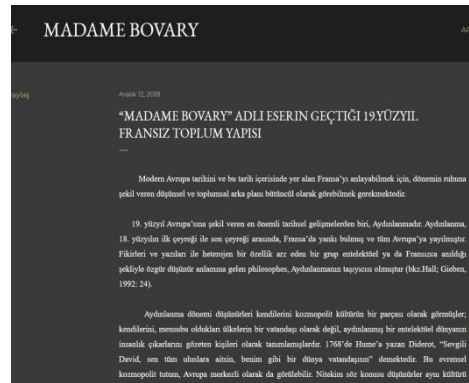 MADAME BOVARY
Aralık 12, 2018
"MADAME BOVARY" ADLI ESERİN GEÇTİĞİ 19.YÜZYIL
FRANSIZ TOPLUM YAPISI
Modern Avrupa tarihini ve bu tarih içerisinde yer alan Fransa'yı anlayabilmek için, dönemin ruhuna
şekil veren düşünsel ve toplumsal arka planı bütüncül olarak görebilmek gerekmektedir.
19. yüzyıl Avrupa'sına şekil veren en önemli tarihsel gelişmelerden biri, Aydınlanmadır. Aydınlanma,
18. yüzyılın ilk çeyreği ile son çeyreği arasında, Fransa'da yankı bulmuş ve tüm Avrupa'ya yayılmıştır.
Fikirleri ve yazıları ile heterojen bir özellik arz eden bir grup entelektüel ya da Fransızca anıldığı
şekliyle özgür düşünür anlamına gelen philosophes, Aydınlanmanın taşıyıcısı olmuştur (bkz.Hall; Gieben,
1992: 24).
Aydınlanma dönemi düşünürleri kendilerini kozmopolit kültürün bir parçası olarak görmüşler;
kendilerini, mensubu oldukları ülkelerin bir vatandaşı olarak değil, aydınlanmış bir entelektüel dünyanın
insanlık çıkarlarını gözeten kişileri olarak tanımlamışlardır. 1768'de Hume'a yazan Diderot, "Sevgili
David, sen tüm uluslara aitsin, benim gibi bir dünya vatandaşısın" demektedir. Bu evrensel
kozmopolit tutum, Avrupa merkezli olarak da görülebilir. Nitekim söz konusu düşünürler aynı kültürü